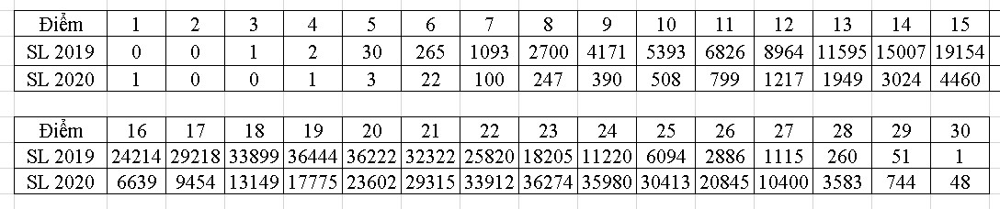 Điểm 1 2 3 4 5 6 7 8 9 10 11 12 13 14 15
SL 2019 0 0 1 2 30 265 1093 2700 4171 5393 6826 8964 11595 15007 19154
SL 2020 1 0 0 1 3 22 100 247 390 508 799 1217 1949 3024 4460
Điểm 16 17 18 19 20 21 22 23 24 25 26 27 28 29 30
SL 2019 24214 29218 33899 36444 36222 32322 25820 18205 11220 6094 2886 1115 260 51 1
SL 2020 6639 9454 13149 17775 23602 29315 33912 36274 35980 30413 20845 10400 3583 744 48